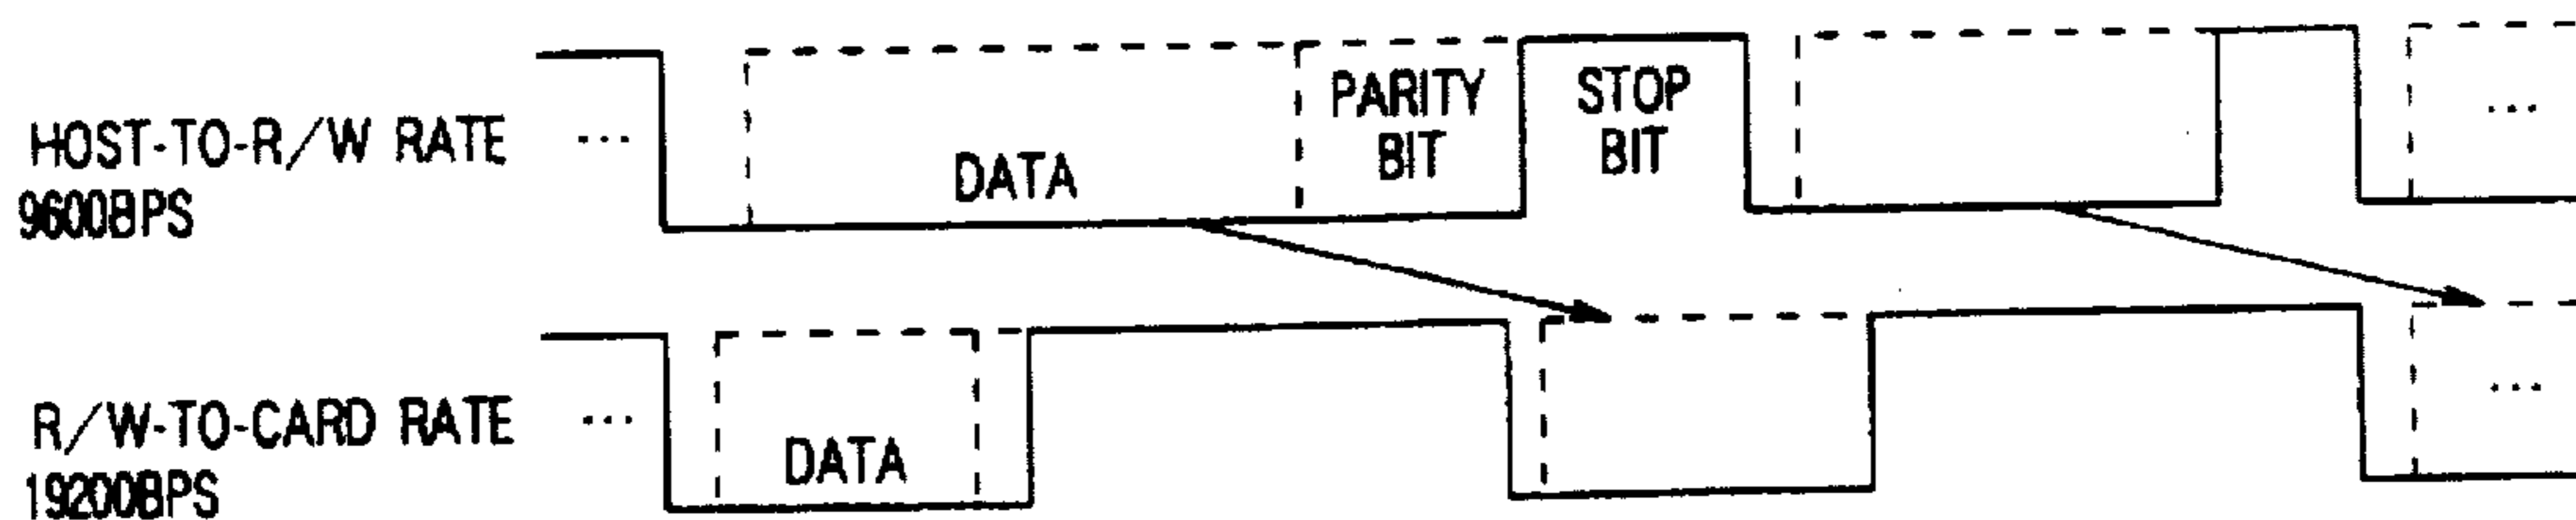 HOST-TO-R/W RATE
9600BPS
...
DATA
PARITY
BIT
STOP
BIT
...
R/W-TO-CARD RATE
19200BPS
...
DATA
...